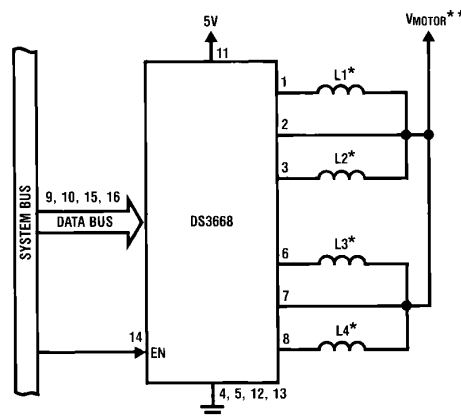 5V
VMOTOR**
11
1
L1*
2
3
L2*
9, 10, 15, 16
DATA BUS
SYSTEM BUS
DS3668
6
L3*
7
14
EN
8
L4*
4, 5, 12, 13